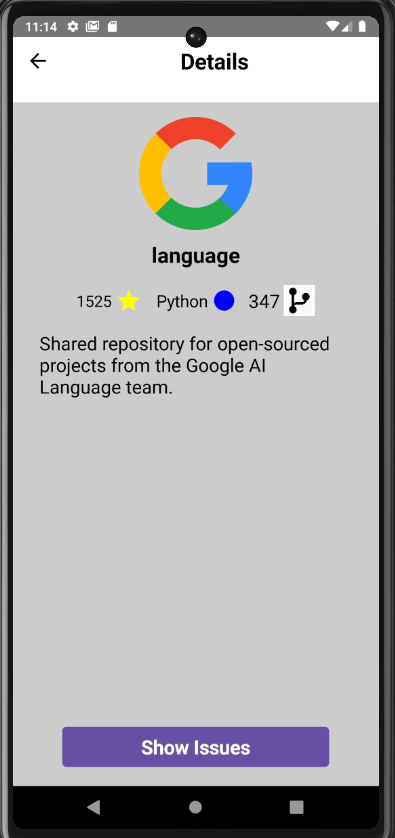 11:14
Details
language
1525 Python 347
Shared repository for open-sourced
projects from the Google AI
Language team.
Show Issues